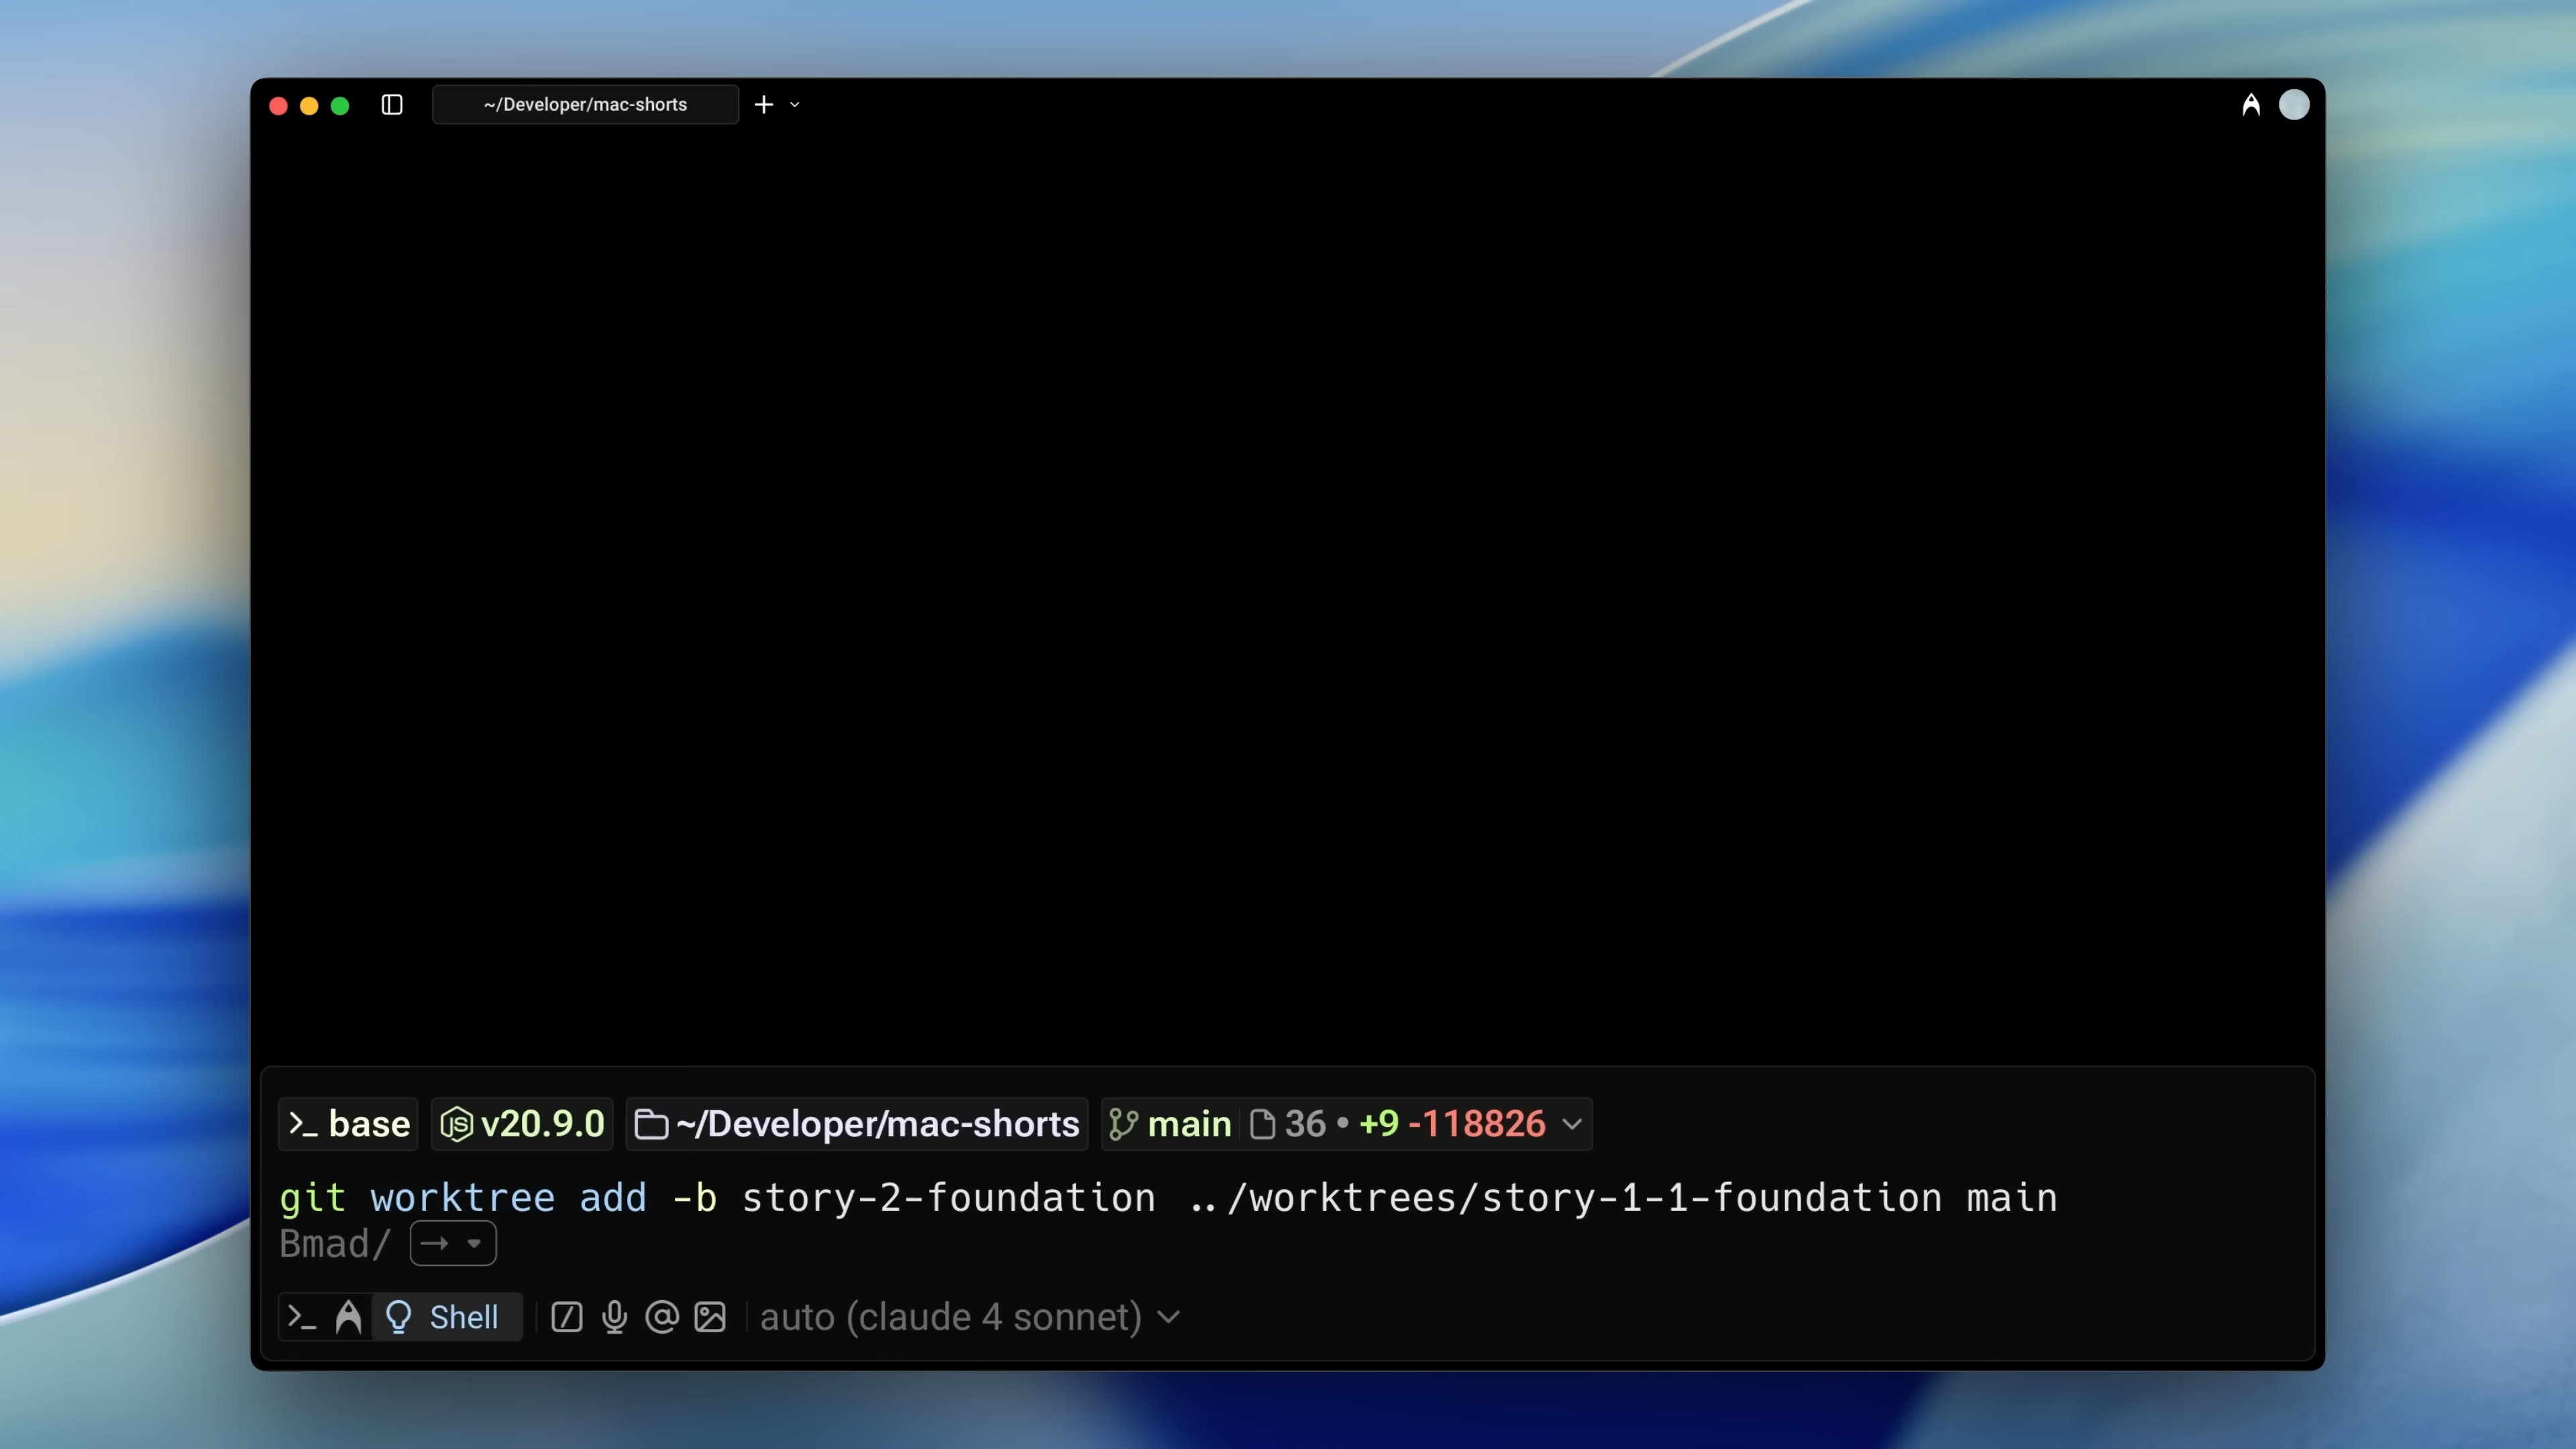 ~/Developer/mac-shorts
base v20.9.0 ~/Developer/mac-shorts main 36 • +9 -118826
git worktree add -b story-2-foundation ../worktrees/story-1-1-foundation main
Bmad/
Shell auto (claude 4 sonnet)